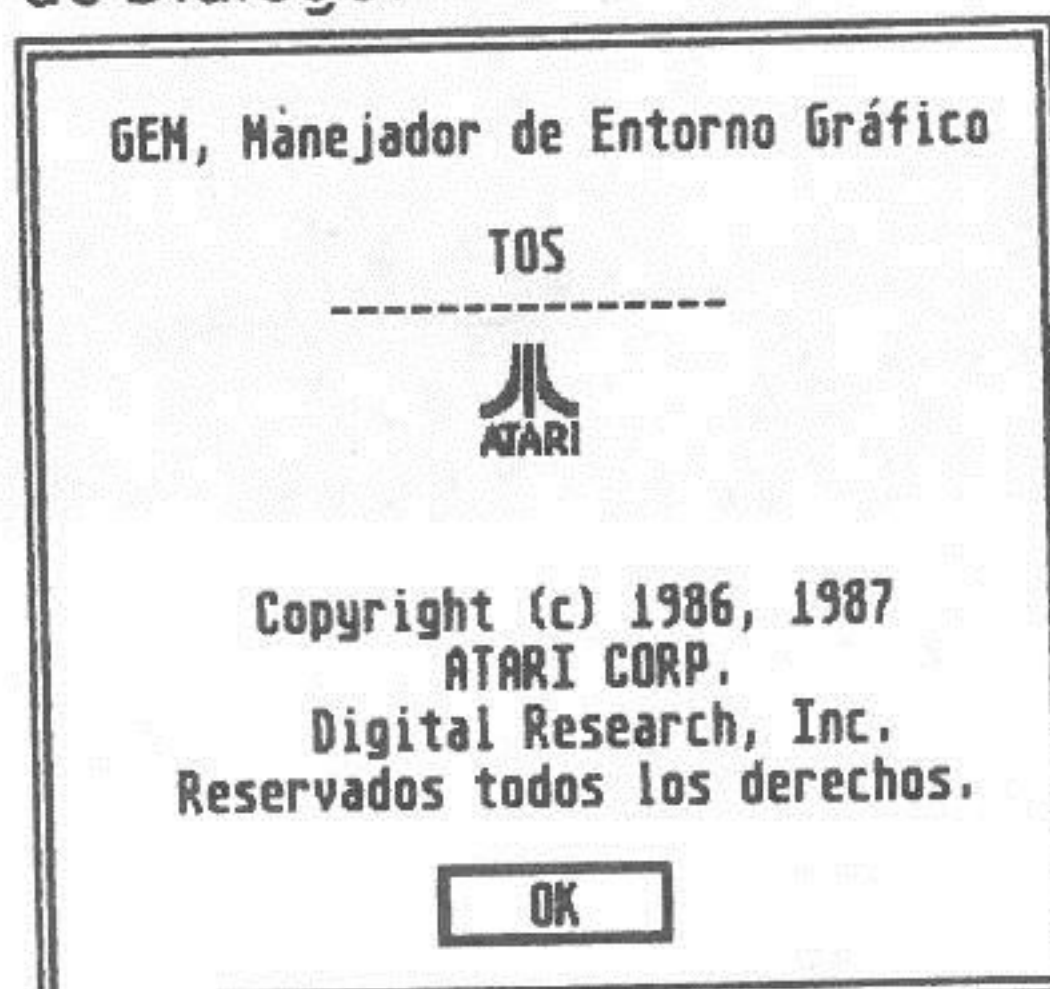 GEM, Manejador de Entorno Gráfico
TOS
---------------
ATARI
Copyright (c) 1986, 1987
ATARI CORP.
Digital Research, Inc.
Reservados todos los derechos.
OK